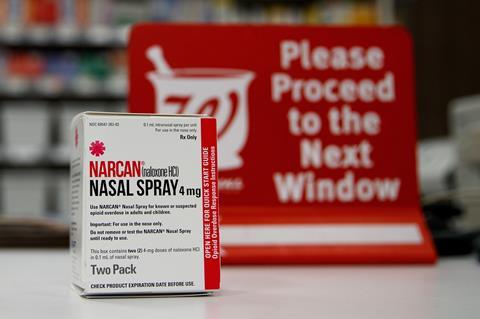 Please
Proceed
to the
Next
Window
0.1 mL intranasal spray per unit
For use in the nose only
Rx Only
NARCAN® (naloxone HCl)
NASAL SPRAY 4 mg
Use NARCAN® Nasal Spray for known or suspected
opioid overdose in adults and children.
Important: For use in the nose only.
Do not remove or test the NARCAN® Nasal Spray
until ready to use.
This box contains two (2) 4-mg doses of naloxone HCl
in 0.1 mL of nasal spray.
Two Pack
CHECK PRODUCT EXPIRATION DATE BEFORE USE.
OPEN HERE FOR QUICK START GUIDE
Opioid Overdose Response Instructions